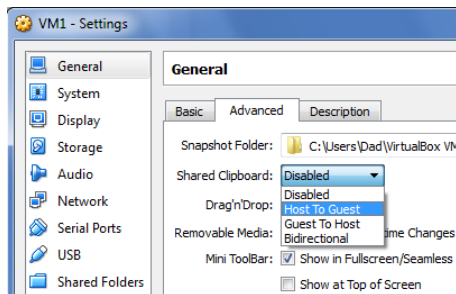 VM1 - Settings
General
System
Display
Storage
Audio
Network
Serial Ports
USB
Shared Folders
General
Basic Advanced Description
Snapshot Folder: C:\Users\Dad\VirtualBox VM
Shared Clipboard: Disabled
Disabled
Host To Guest
Guest To Host
Bidirectional
Drag'n'Drop:
Removable Media: time Changes
Mini ToolBar: Show in Fullscreen/Seamless
Show at Top of Screen